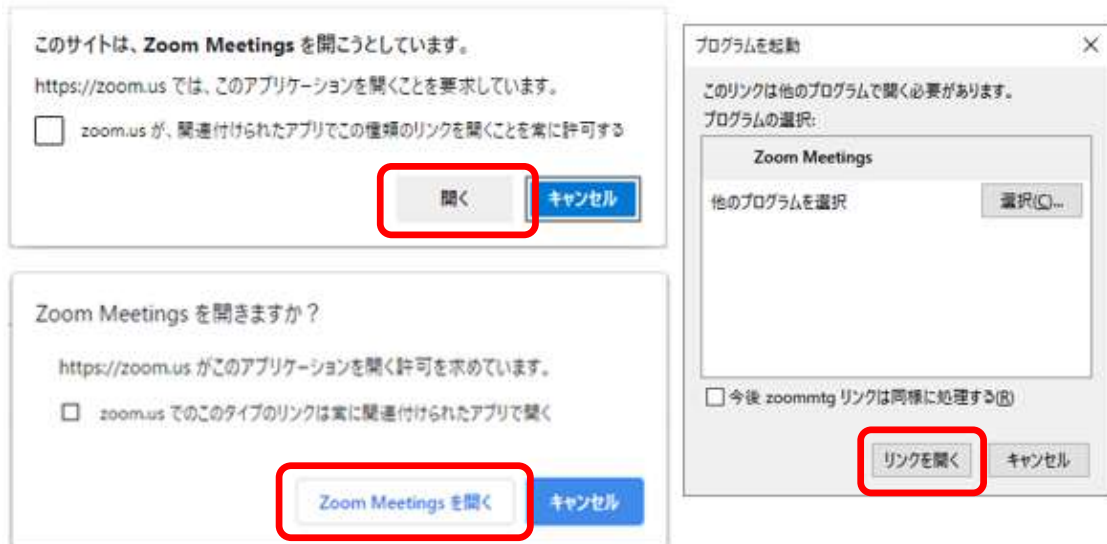 このサイトは、Zoom Meetings を開こうとしています。
https://zoom.us では、このアプリケーションを開くことを要求しています。
zoom.us が、関連付けられたアプリでこの種類のリンクを開くことを常に許可する
開く
キャンセル
Zoom Meetings を開きますか？
https://zoom.us がこのアプリケーションを開く許可を求めています。
zoom.us でのこのタイプのリンクは常に関連付けられたアプリで開く
Zoom Meetings を開く
キャンセル
プログラムを起動
このリンクは他のプログラムで開く必要があります。
プログラムの選択:
Zoom Meetings
他のプログラムを選択
選択(C)...
今後 zoommtg リンクは同様に処理する(R)
リンクを開く
キャンセル